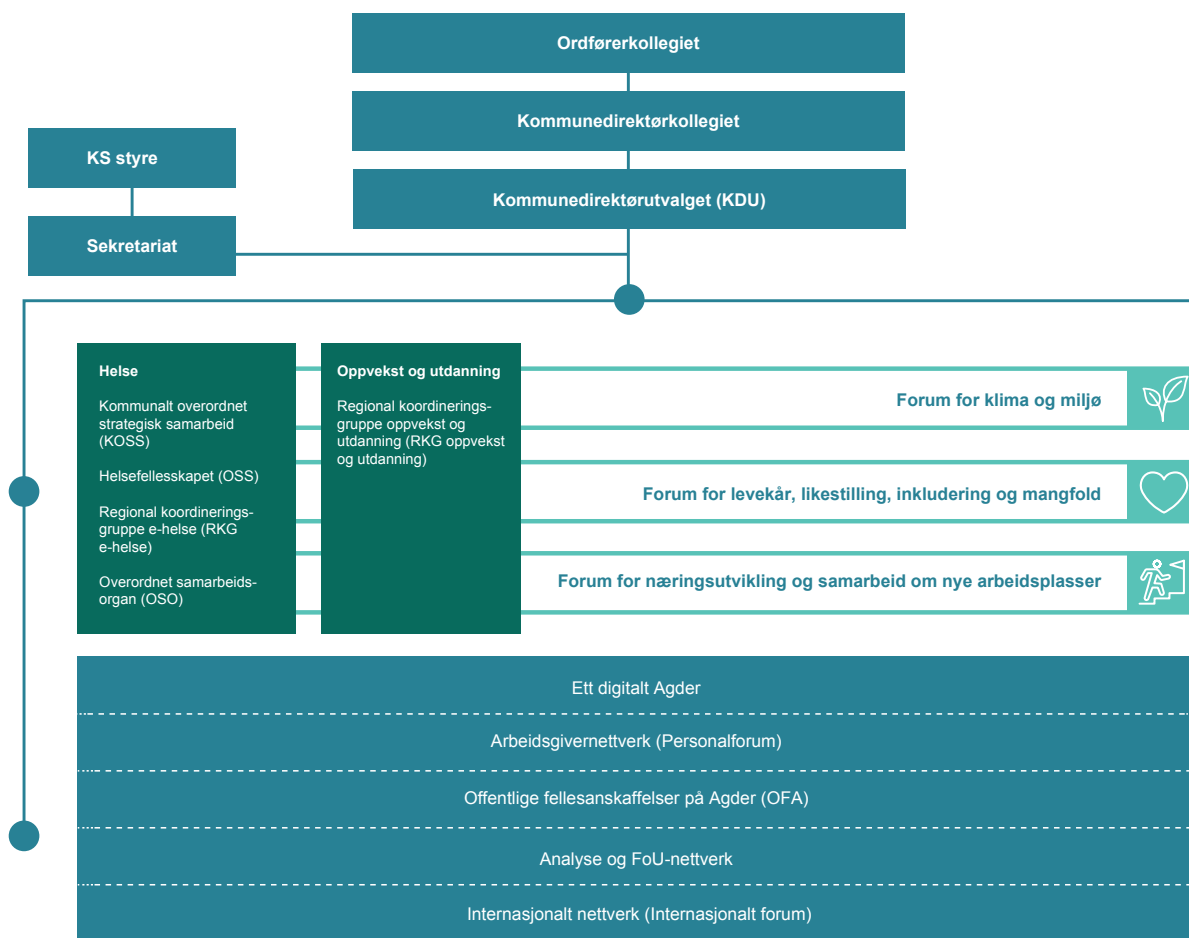 Ordførerkollegiet
Kommunedirektørkollegiet
Kommunedirektørutvalget (KDU)
KS styre
Sekretariat
Helse
Kommunalt overordnet
strategisk samarbeid
(KOSS)
Helsefellesskapet (OSS)
Regional koordinerings-
gruppe e-helse (RKG
e-helse)
Overordnet samarbeids-
organ (OSO)
Oppvekst og utdanning
Regional koordinerings-
gruppe oppvekst og
utdanning (RKG oppvekst
og utdanning)
Forum for klima og miljø
Forum for levekår, likestilling, inkludering og mangfold
Forum for næringsutvikling og samarbeid om nye arbeidsplasser
Ett digitalt Agder
Arbeidsgivernettverk (Personalforum)
Offentlige fellesanskaffelser på Agder (OFA)
Analyse og FoU-nettverk
Internasjonalt nettverk (Internasjonalt forum)